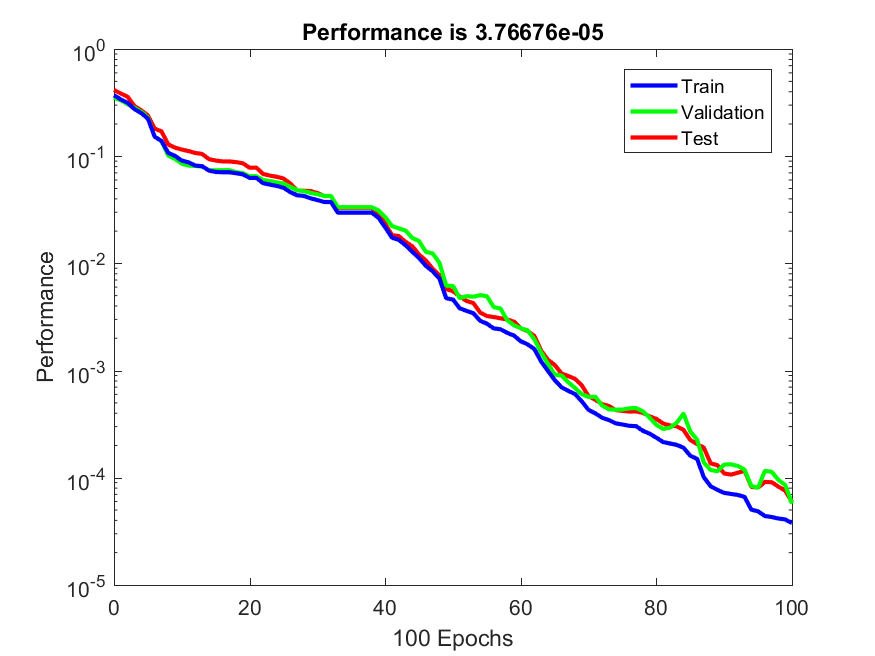 Performance is 3.76676e-05
10^0
10^-1
10^-2
10^-3
10^-4
10^-5
Performance
Train
Validation
Test
0 20 40 60 80 100
100 Epochs